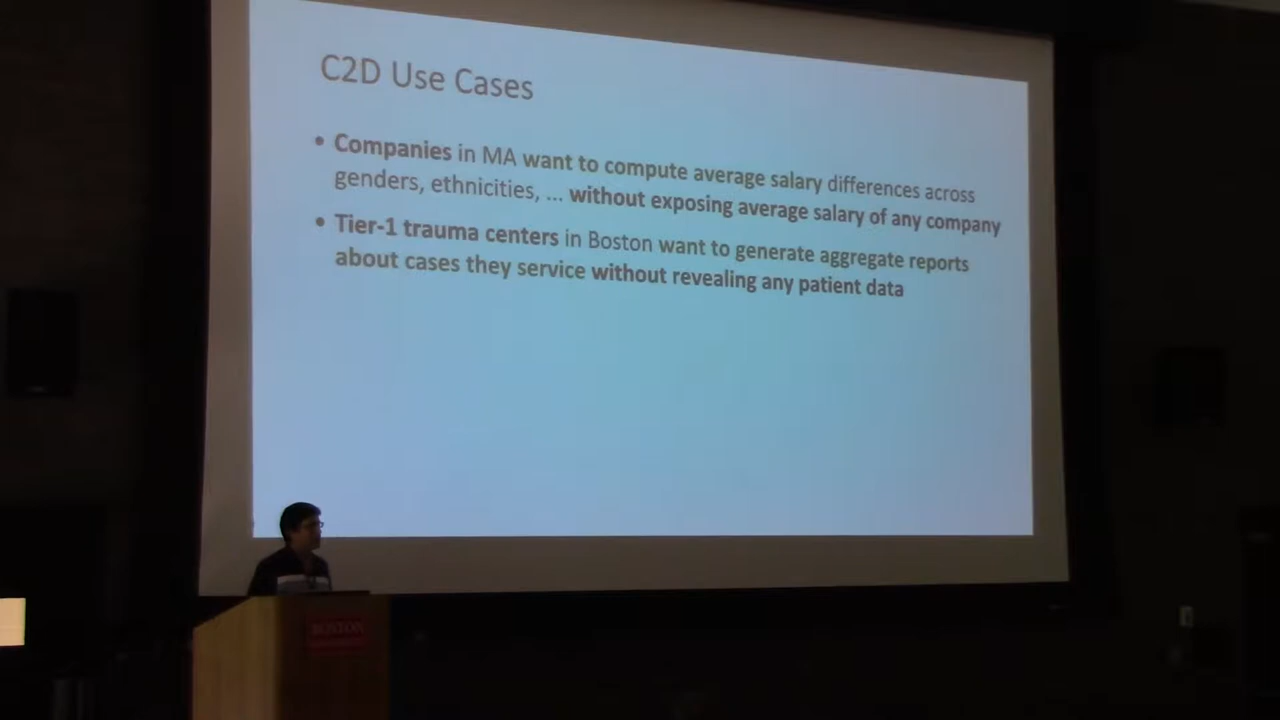 C2D Use Cases
• Companies in MA want to compute average salary differences across
genders, ethnicities, ... without exposing average salary of any company
• Tier-1 trauma centers in Boston want to generate aggregate reports
about cases they service without revealing any patient data
BOSTON